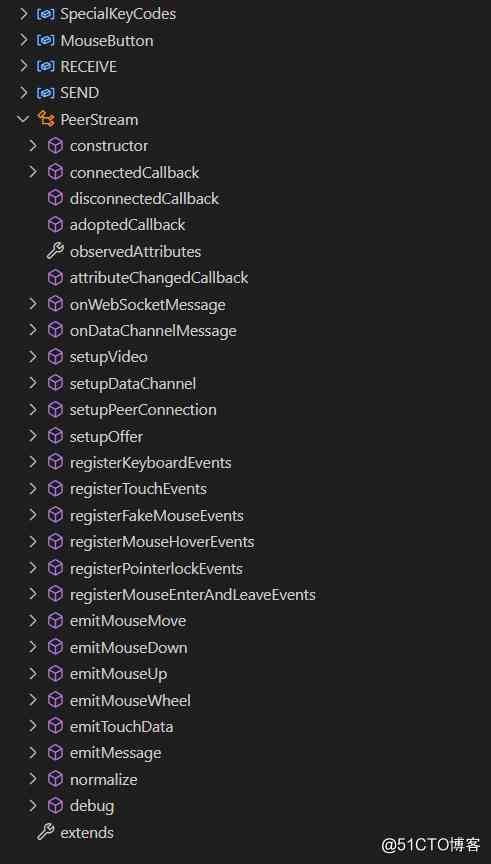 SpecialKeyCodes
MouseButton
RECEIVE
SEND
PeerStream
constructor
connectedCallback
disconnectedCallback
adoptedCallback
observedAttributes
attributeChangedCallback
onWebSocketMessage
onDataChannelMessage
setupVideo
setupDataChannel
setupPeerConnection
setupOffer
registerKeyboardEvents
registerTouchEvents
registerFakeMouseEvents
registerMouseHoverEvents
registerPointerlockEvents
registerMouseEnterAndLeaveEvents
emitMouseMove
emitMouseDown
emitMouseUp
emitMouseWheel
emitTouchData
emitMessage
normalize
debug
extends
@51CTO博客